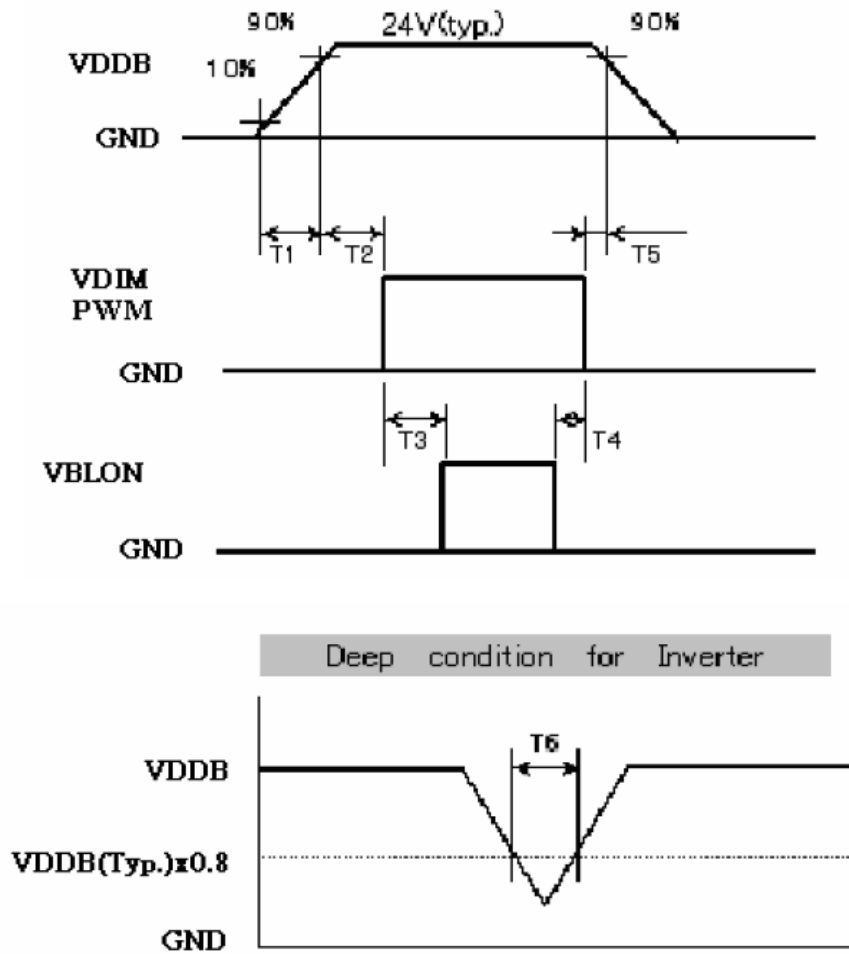 90% 24V(typ.) 90%
VDDB 10%
GND
T1 T2 T5
VDIM
PWM
GND
T3 T4
VBLON
GND
Deep condition for Inverter
T6
VDDB
VDDB(Typ.)x0.8
GND